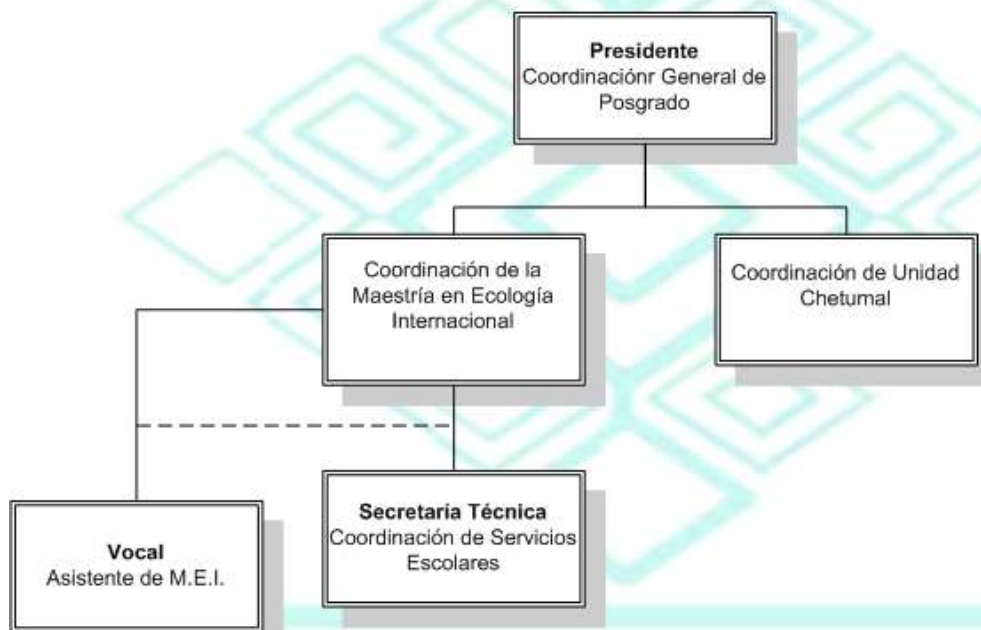 Presidente
Coordinaciónr General de
Posgrado
Coordinación de la
Maestría en Ecología
Internacional
Coordinación de Unidad
Chetumal
Vocal
Asistente de M.E.I.
Secretaría Técnica
Coordinación de Servicios
Escolares